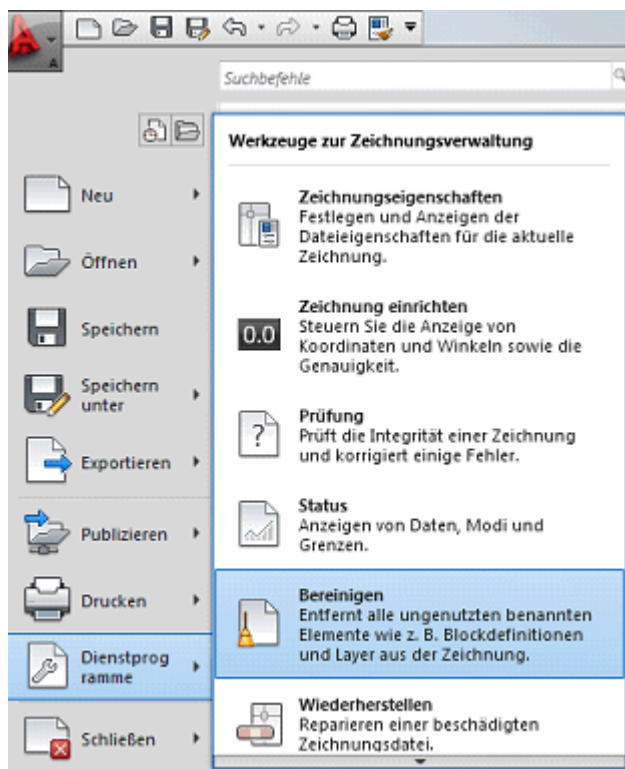 A
Suchbefehle
Werkzeuge zur Zeichnungsverwaltung
Neu
Öffnen
Speichern
Speichern
unter
Exportieren
Publizieren
Drucken
Dienstprog
ramme
Schließen
Zeichnungseigenschaften
Festlegen und Anzeigen der
Dateieigenschaften für die aktuelle
Zeichnung.
0.0
Zeichnung einrichten
Steuern Sie die Anzeige von
Koordinaten und Winkeln sowie die
Genauigkeit.
?
Prüfung
Prüft die Integrität einer Zeichnung
und korrigiert einige Fehler.
Status
Anzeigen von Daten, Modi und
Grenzen.
Bereinigen
Entfernt alle ungenutzten benannten
Elemente wie z. B. Blockdefinitionen
und Layer aus der Zeichnung.
Wiederherstellen
Reparieren einer beschädigten
Zeichnungsdatei.